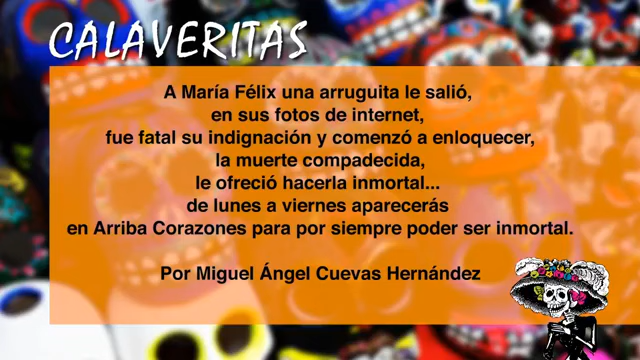 CALAVERITAS
A María Félix una arruguita le salió,
en sus fotos de internet,
fue fatal su indignación y comenzó a enloquecer,
la muerte compadecida,
le ofreció hacerla inmortal...
de lunes a viernes aparecerás
en Arriba Corazones para por siempre poder ser inmortal.
Por Miguel Ángel Cuevas Hernández